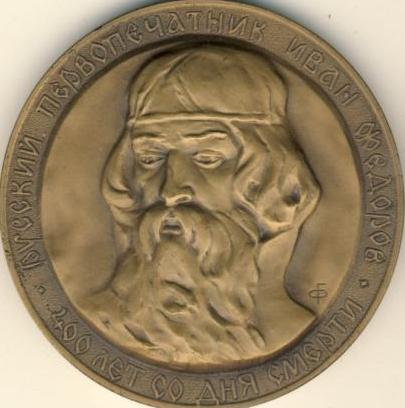 РУССКИЙ ПЕРВОПЕЧАТНИК ИВАН ФЕДОРОВ
400 ЛЕТ СО ДНЯ СМЕРТИ